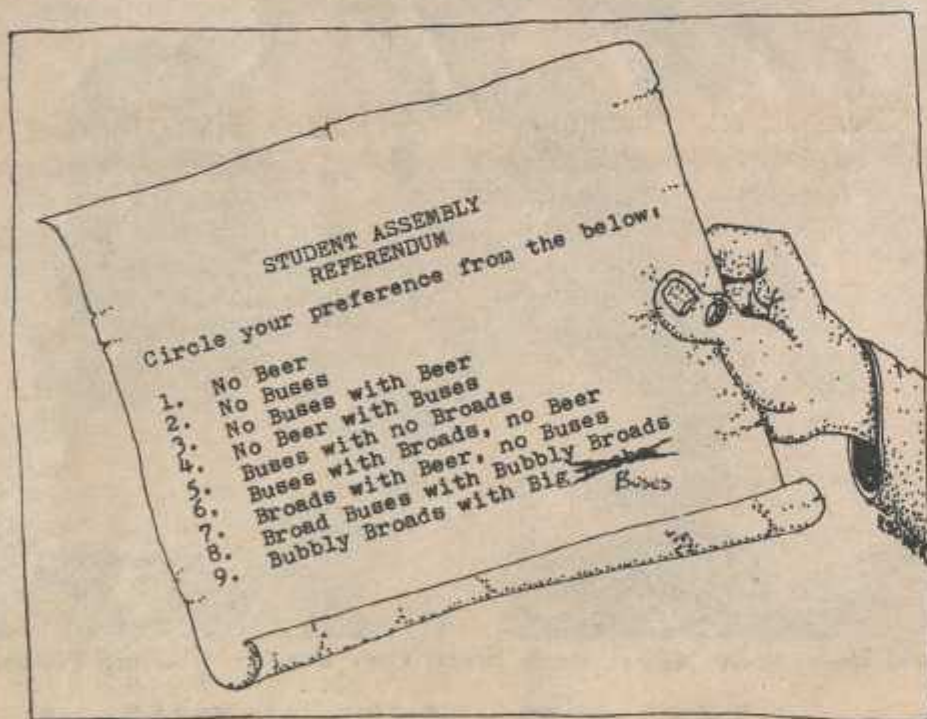 STUDENT ASSEMBLY
REFERENDUM
Circle your preference from the below:
1. No Beer
2. No Buses
3. No Buses with Beer
4. No Beer with Buses
5. Buses with no Broads
6. Buses with Broads, no Beer
7. Broads with Beer, no Buses
8. Broad Buses with Bubbly Broads
9. Bubbly Broads with Big Buses